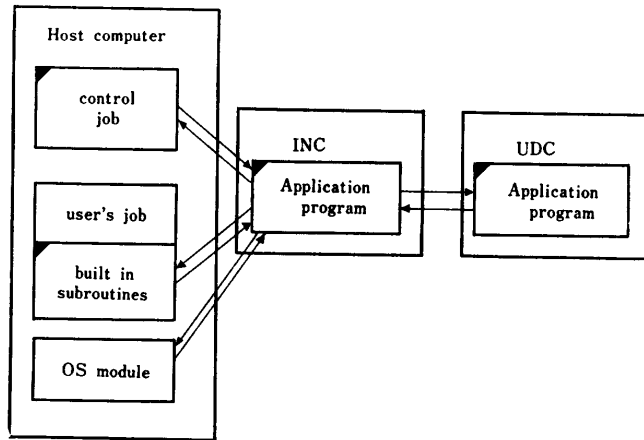 Host computer
control
job
user's job
built in
subroutines
OS module
INC
Application
program
UDC
Application
program